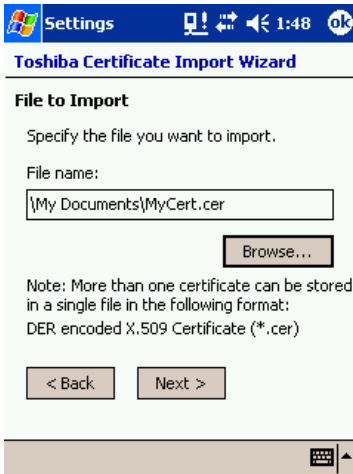 Settings 1:48 ok
Toshiba Certificate Import Wizard
File to Import
Specify the file you want to import.
File name:
\My Documents\MyCert.cer
Browse...
Note: More than one certificate can be stored
in a single file in the following format:
DER encoded X.509 Certificate (*.cer)
< Back Next >